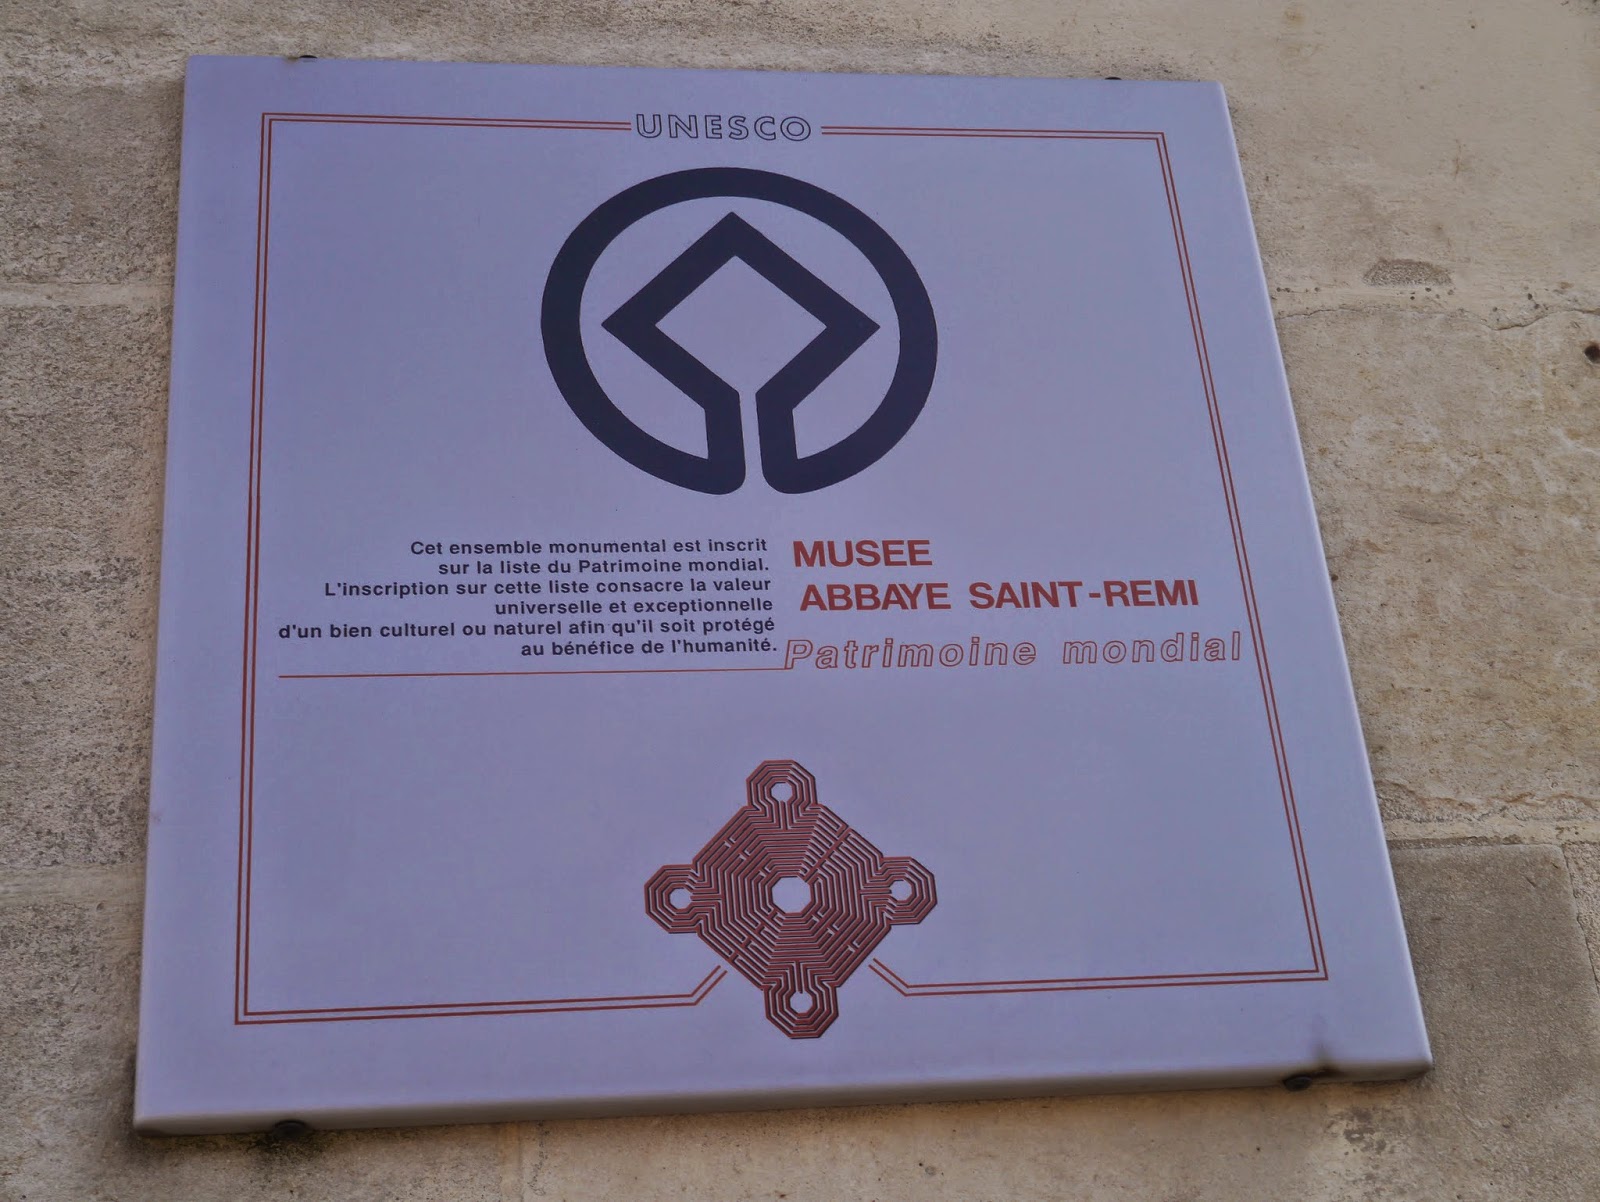 UNESCO
Cet ensemble monumental est inscrit
sur la liste du Patrimoine mondial.
L'inscription sur cette liste consacre la valeur
universelle et exceptionnelle
d'un bien culturel ou naturel afin qu'il soit protégé
au bénéfice de l'humanité.
MUSEE
ABBAYE SAINT-REMI
Patrimoine mondial